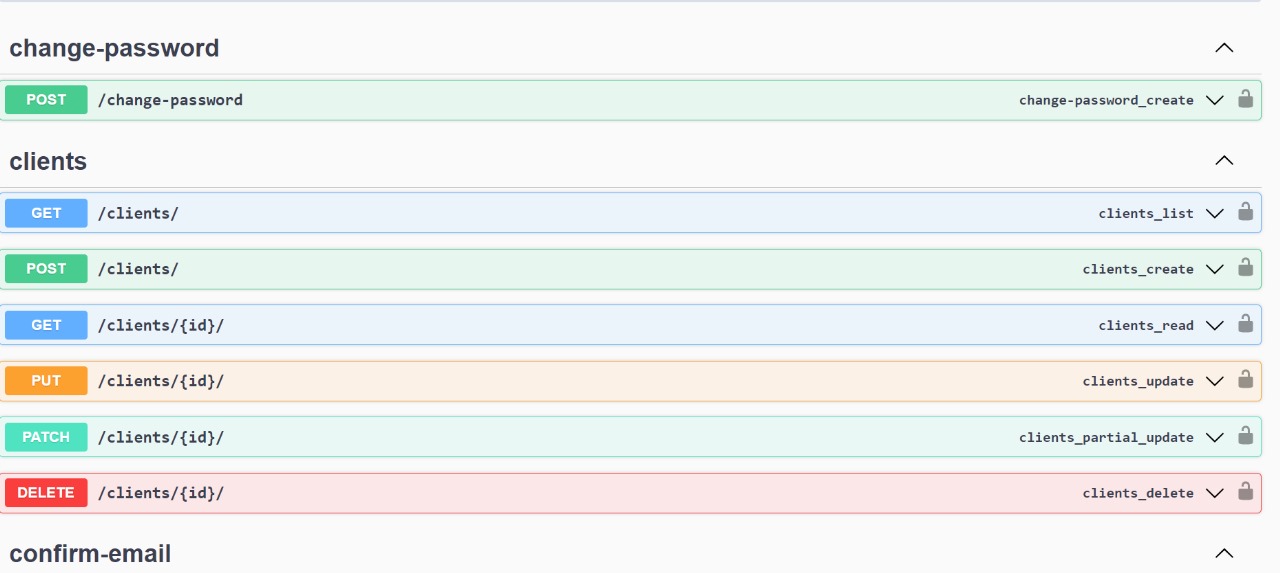 change-password
POST /change-password change-password_create
clients
GET /clients/ clients_list
POST /clients/ clients_create
GET /clients/{id}/ clients_read
PUT /clients/{id}/ clients_update
PATCH /clients/{id}/ clients_partial_update
DELETE /clients/{id}/ clients_delete
confirm-email